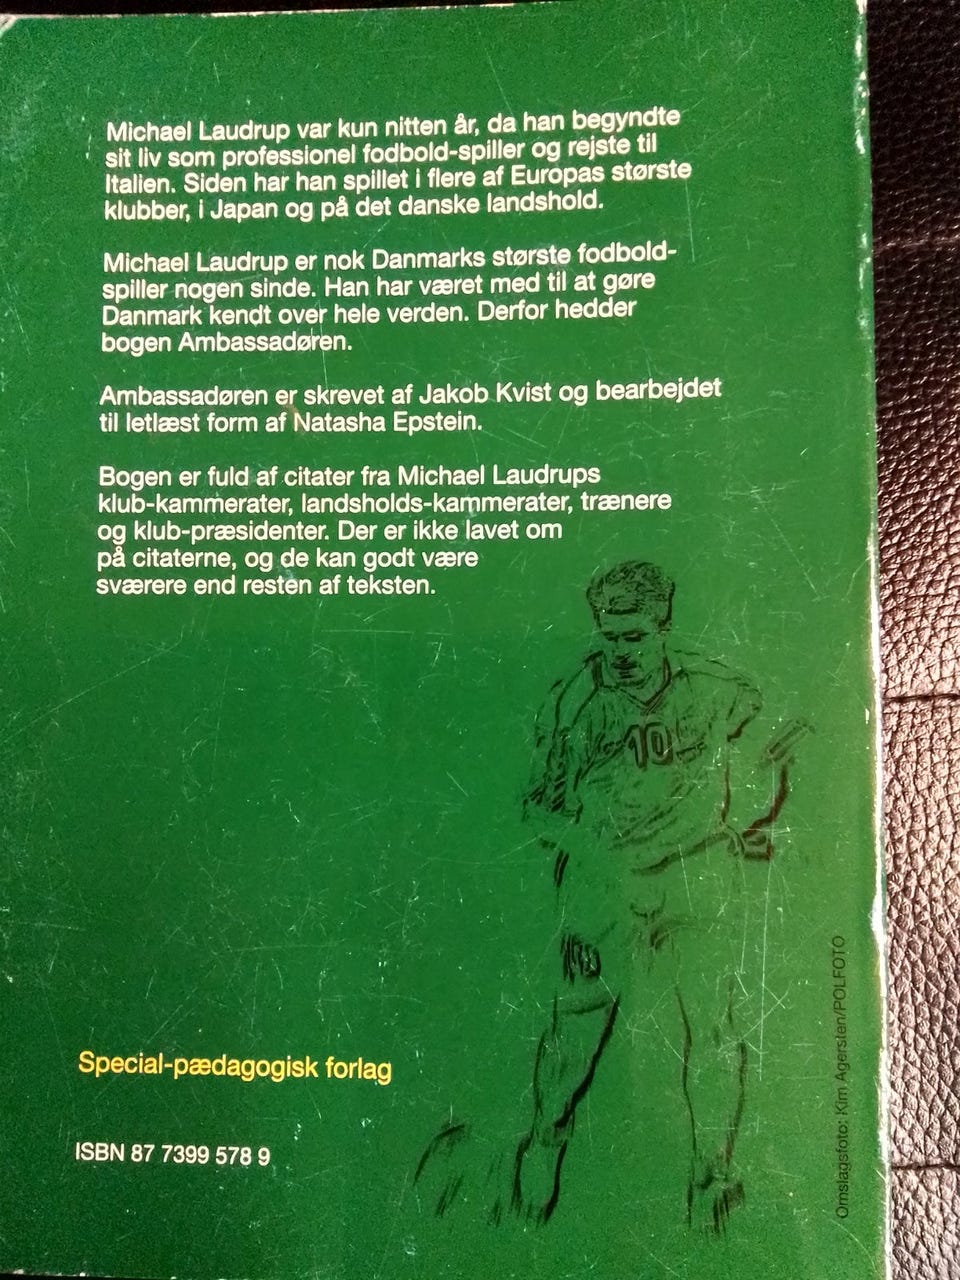 Michael Laudrup var kun nitten år, da han begyndte
sit liv som professionel fodbold-spiller og rejste til
Italien. Siden har han spillet i flere af Europas største
klubber, i Japan og på det danske landshold.
Michael Laudrup er nok Danmarks største fodbold-
spiller nogen sinde. Han har været med til at gøre
Danmark kendt over hele verden. Derfor hedder
bogen Ambassadøren.
Ambassadøren er skrevet af Jakob Kvist og bearbejdet
til letlæst form af Natasha Epstein.
Bogen er fuld af citater fra Michael Laudrups
klub-kammerater, landsholds-kammerater, trænere
og klub-præsidenter. Der er ikke lavet om
på citaterne, og de kan godt være
sværere end resten af teksten.
10
10
Special-pædagogisk forlag
ISBN 87 7399 578 9
Omslagsfoto: Kim Agersten/POLFOTO